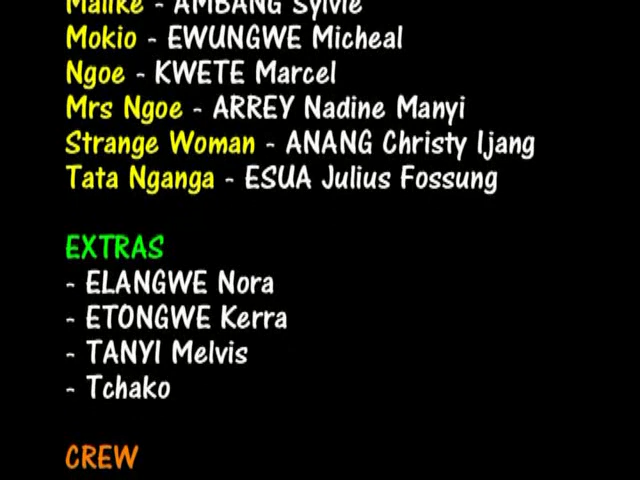 Malike - AMBANG Sylvie
Mokio - EWUNGWE Micheal
Ngoe - KWETE Marcel
Mrs Ngoe - ARREY Nadine Manyi
Strange Woman - ANANG Christy Ijang
Tata Nganga - ESUA Julius Fossung
EXTRAS
- ELANGWE Nora
- ETONGWE Kerra
- TANYI Melvis
- Tchako
CREW